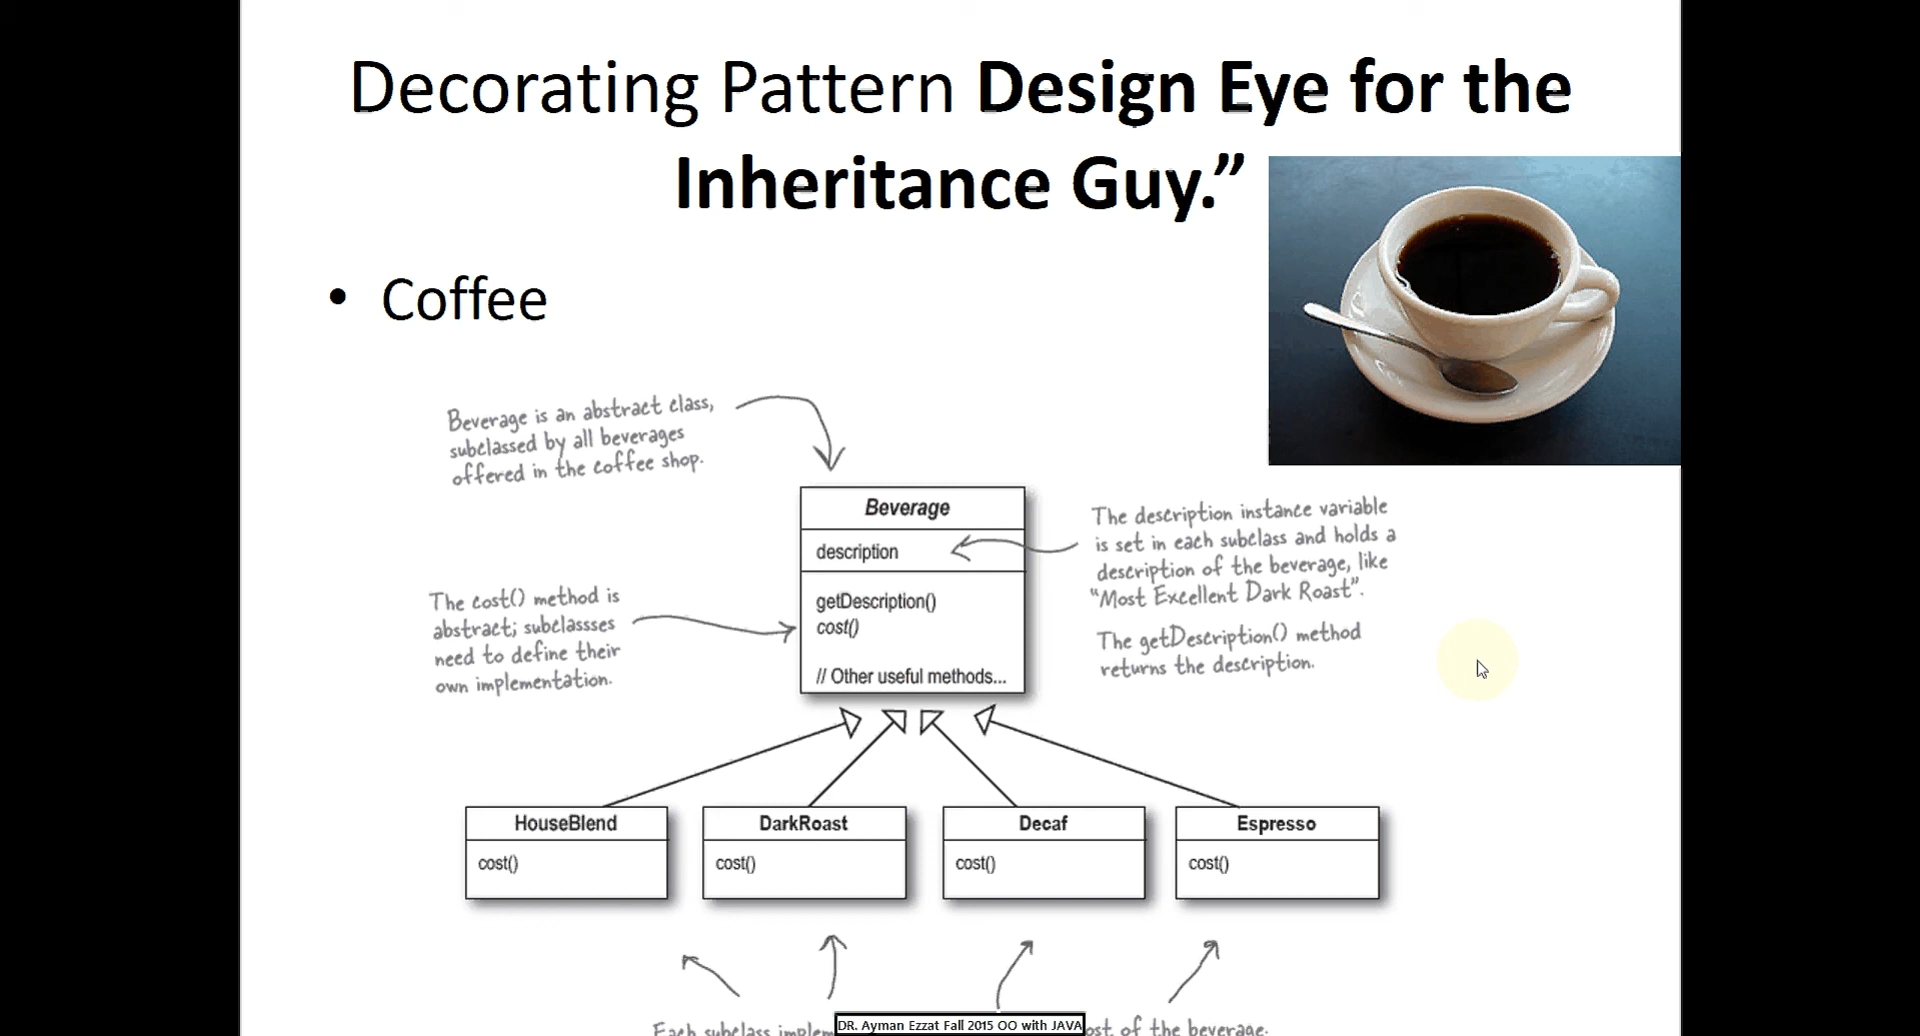 Decorating Pattern Design Eye for the
Inheritance Guy.”
• Coffee
Beverage is an abstract class,
subclassed by all beverages
offered in the coffee shop.
Beverage
description
getDescription()
cost()
// Other useful methods...
The description instance variable
is set in each subclass and holds a
description of the beverage, like
“Most Excellent Dark Roast”.
The getDescription() method
returns the description.
The cost() method is
abstract; subclassses
need to define their
own implementation.
HouseBlend
cost()
DarkRoast
cost()
Decaf
cost()
Espresso
cost()
Each subclass
DR. Ayman Ezzat Fall 2015 OO with JAVA
of the beverage.